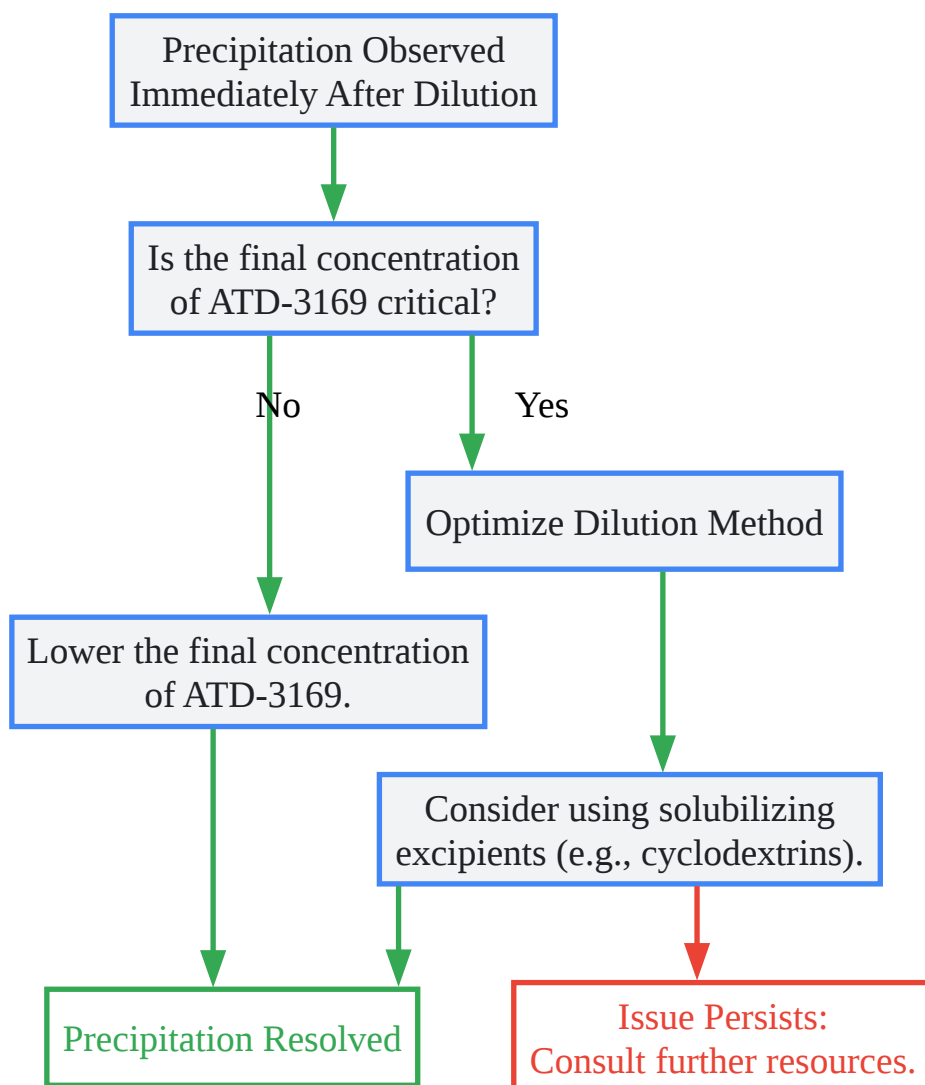 Precipitation Observed
Immediately After Dilution
Is the final concentration
of ATD-3169 critical?
No
Yes
Optimize Dilution Method
Lower the final concentration
of ATD-3169.
Consider using solubilizing
excipients (e.g., cyclodextrins).
Precipitation Resolved
Issue Persists:
Consult further resources.